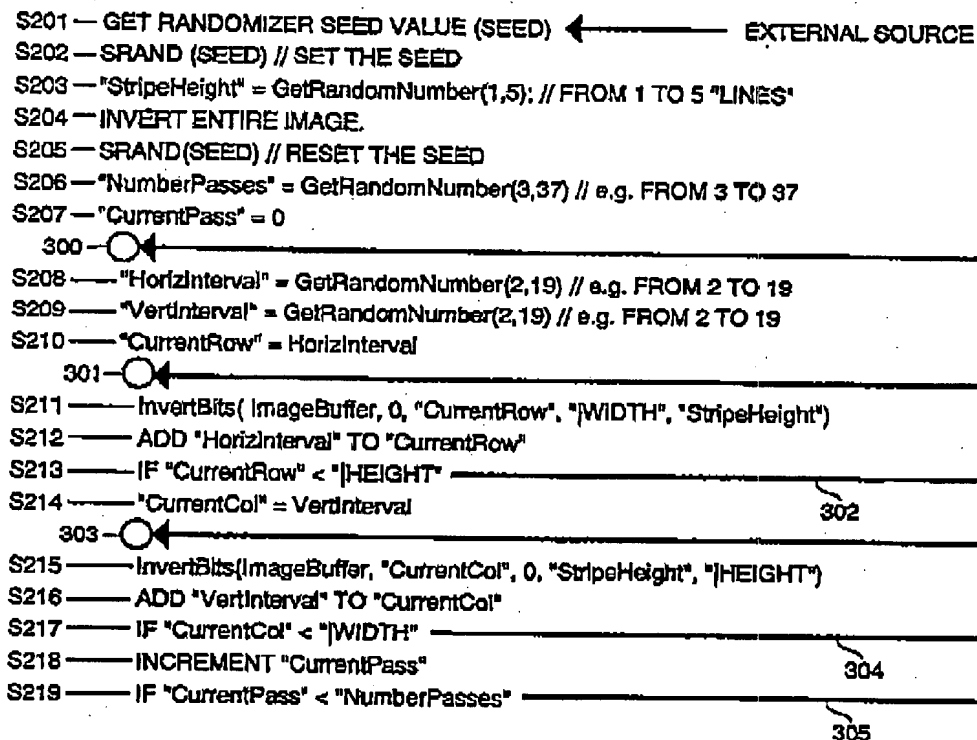 S201 — GET RANDOMIZER SEED VALUE (SEED) EXTERNAL SOURCE
S202 — SRAND (SEED) // SET THE SEED
S203 — "StripeHeight" = GetRandomNumber(1,5); // FROM 1 TO 5 "LINES"
S204 — INVERT ENTIRE IMAGE.
S205 — SRAND(SEED) // RESET THE SEED
S206 — "NumberPasses" = GetRandomNumber(3,37) // e.g. FROM 3 TO 37
S207 — "CurrentPass" = 0
300
S208 — "HorizInterval" = GetRandomNumber(2,19) // e.g. FROM 2 TO 19
S209 — "VertInterval" = GetRandomNumber(2,19) // e.g. FROM 2 TO 19
S210 — "CurrentRow" = HorizInterval
301
S211 — InvertBits( ImageBuffer, 0, "CurrentRow", "|WIDTH", "StripeHeight")
S212 — ADD "HorizInterval" TO "CurrentRow"
S213 — IF "CurrentRow" < "|HEIGHT"
302
S214 — "CurrentCol" = VertInterval
303
S215 — InvertBits(ImageBuffer, "CurrentCol", 0, "StripeHeight", "|HEIGHT")
S216 — ADD "VertInterval" TO "CurrentCol"
S217 — IF "CurrentCol" < "|WIDTH"
304
S218 — INCREMENT "CurrentPass"
S219 — IF "CurrentPass" < "NumberPasses"
305